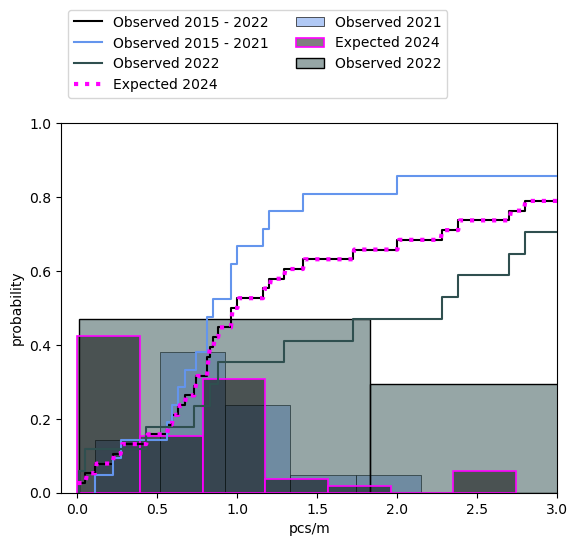 Observed 2015 - 2022
Observed 2015 - 2021
Observed 2022
Expected 2024
Observed 2021
Expected 2024
Observed 2022
1.0
0.8
0.6
0.4
0.2
0.0
probability
0.0 0.5 1.0 1.5 2.0 2.5 3.0
pcs/m